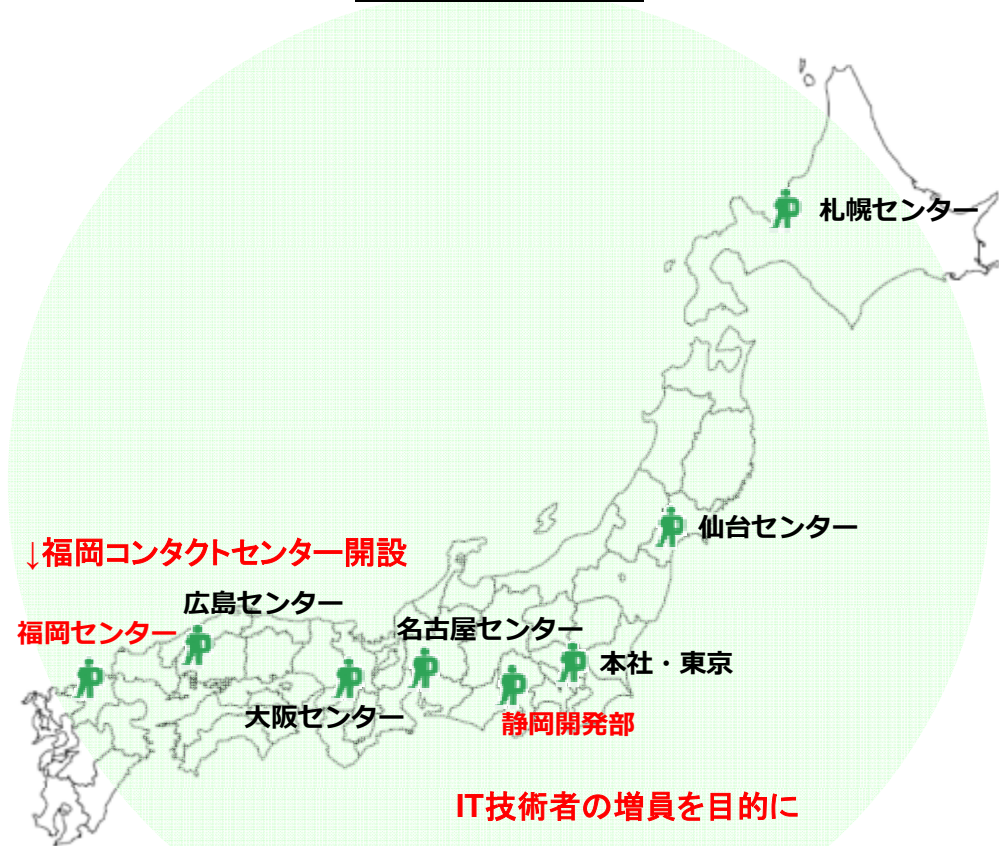 札幌センター
仙台センター
↓福岡コンタクトセンター開設
広島センター
福岡センター
名古屋センター
本社・東京
大阪センター
静岡開発部
IT技術者の増員を目的に